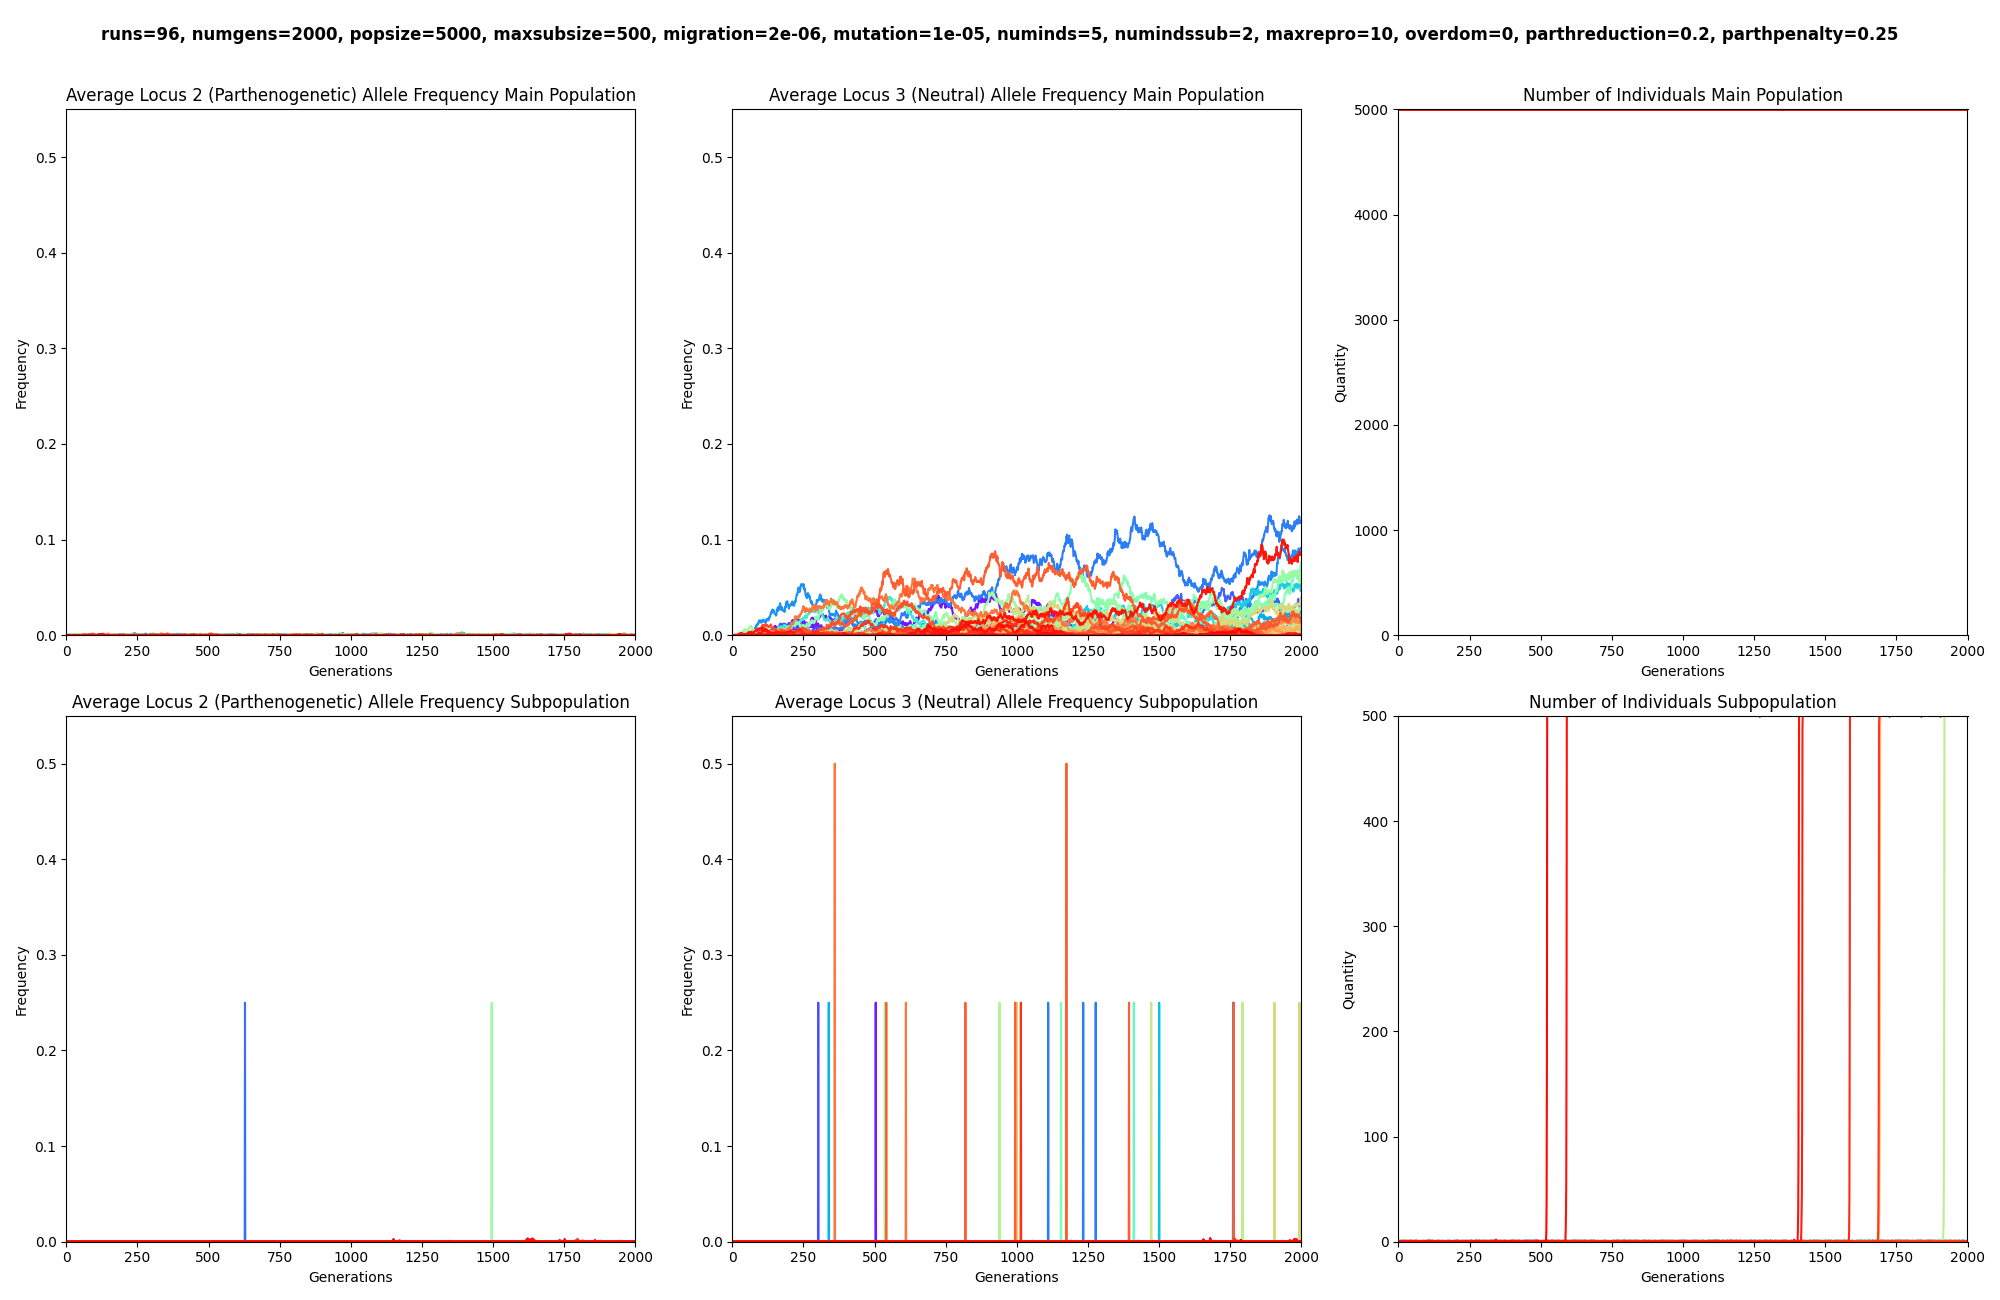 runs=96, numgens=2000, popsize=5000, maxsubsize=500, migration=2e-06, mutation=1e-05, numinds=5, numindssub=2, maxrepro=10, overdom=0, parthreduction=0.2, parthpenalty=0.25
Average Locus 2 (Parthenogenetic) Allele Frequency Main Population
0.5
0.4
0.3
0.2
0.1
0.0
Frequency
0 250 500 750 1000 1250 1500 1750 2000
Generations
Average Locus 3 (Neutral) Allele Frequency Main Population
0.5
0.4
0.3
0.2
0.1
0.0
Frequency
0 250 500 750 1000 1250 1500 1750 2000
Generations
Number of Individuals Main Population
5000
4000
3000
2000
1000
0
Quantity
0 250 500 750 1000 1250 1500 1750 2000
Generations
Average Locus 2 (Parthenogenetic) Allele Frequency Subpopulation
0.5
0.4
0.3
0.2
0.1
0.0
Frequency
0 250 500 750 1000 1250 1500 1750 2000
Generations
Average Locus 3 (Neutral) Allele Frequency Subpopulation
0.5
0.4
0.3
0.2
0.1
0.0
Frequency
0 250 500 750 1000 1250 1500 1750 2000
Generations
Number of Individuals Subpopulation
500
400
300
200
100
0
Quantity
0 250 500 750 1000 1250 1500 1750 2000
Generations